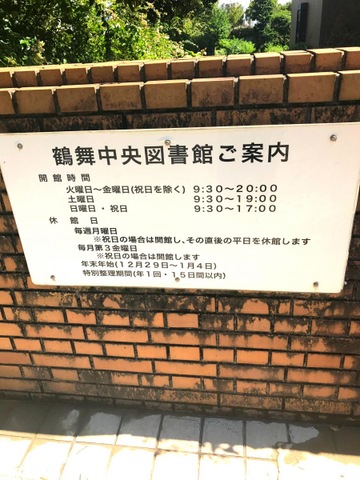 鶴舞中央図書館ご案内
開館時間
火曜日～金曜日(祝日を除く) 9:30～20:00
土曜日 9:30～19:00
日曜日・祝日 9:30～17:00
休館日
毎週月曜日
※祝日の場合は開館し、その直後の平日を休館します
毎月第3金曜日
※祝日の場合は開館します
年末年始(12月29日～1月4日)
特別整理期間(年1回・15日間以内)